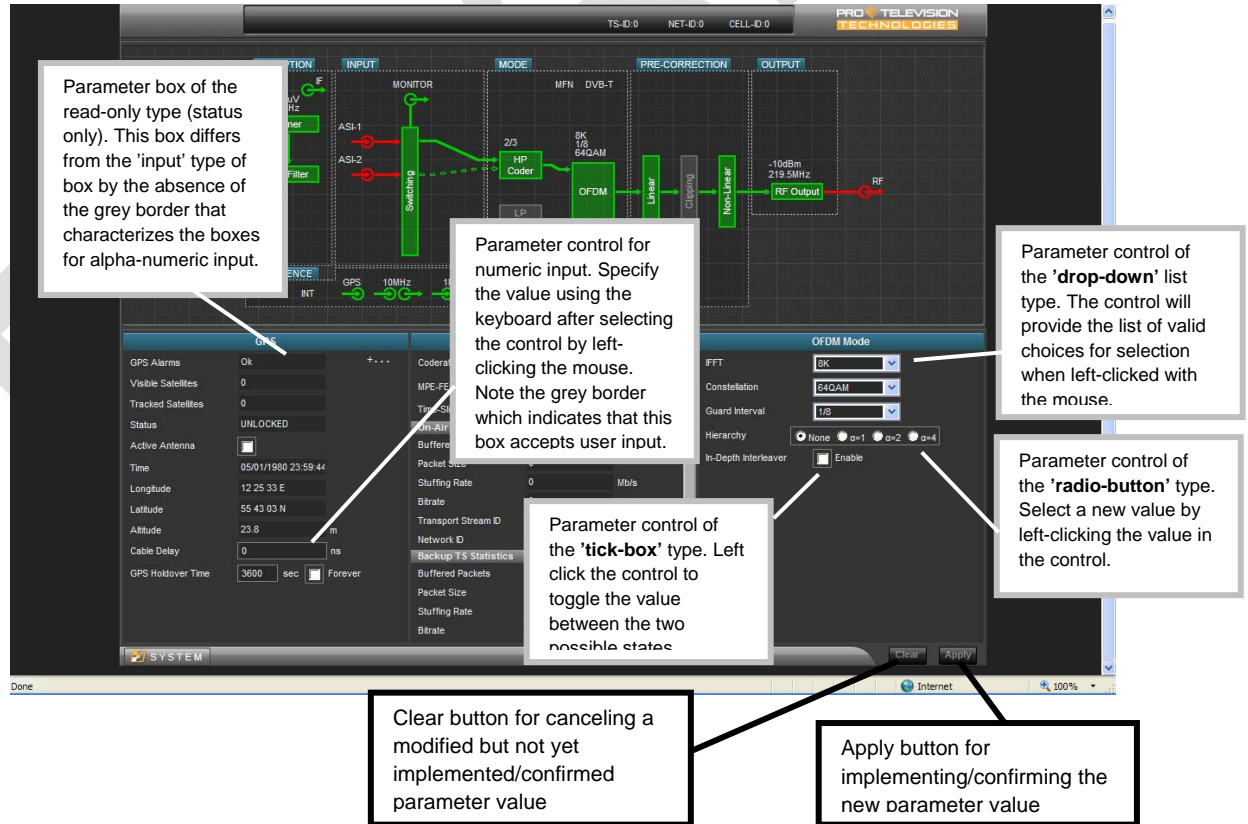 TS-ID:0 NET-ID:0 CELL-ID:0
PRO TELEVISION
TECHNOLOGIES
INPUT
MODE
PRE-CORRECTION
OUTPUT
IF
MONITOR
ASI-1
ASI-2
Switching
MFN DVB-T
2/3
HP
Coder
LP
8K
1/8
64QAM
OFDM
Linear
Clipping
Non-Linear
-10dBm
219.5MHz
RF Output
RF
Filter
INT
GPS
10MHz
Parameter box of the
read-only type (status
only). This box differs
from the 'input' type of
box by the absence of
the grey border that
characterizes the boxes
for alpha-numeric input.
Parameter control for
numeric input. Specify
the value using the
keyboard after selecting
the control by left-
clicking the mouse.
Note the grey border
which indicates that this
box accepts user input.
Parameter control of
the 'drop-down' list
type. The control will
provide the list of valid
choices for selection
when left-clicked with
the mouse.
Parameter control of
the 'radio-button' type.
Select a new value by
left-clicking the value in
the control.
Parameter control of
the 'tick-box' type. Left
click the control to
toggle the value
between the two
possible states
GPS
GPS Alarms Ok +...
Visible Satellites 0
Tracked Satellites 0
Status UNLOCKED
Active Antenna
Time 05/01/1980 23:59:44
Longitude 12 25 33 E
Latitude 55 43 03 N
Altitude 23.8 m
Cable Delay 0 ns
GPS Holdover Time 3600 sec Forever
MPE-FE
On-Air
Packet Size
Stuffing Rate 0 Mb/s
Bitrate
Transport Stream ID
Network ID
Backup TS Statistics
Buffered Packets
Packet Size
Stuffing Rate
Bitrate
OFDM Mode
IFFT 8K
Constellation 64QAM
Guard Interval 1/8
Hierarchy None α=1 α=2 α=4
In-Depth Interleaver Enable
SYSTEM
Clear Apply
Done Internet 100%
Clear button for canceling a
modified but not yet
implemented/confirmed
parameter value
Apply button for
implementing/confirming the
new parameter value